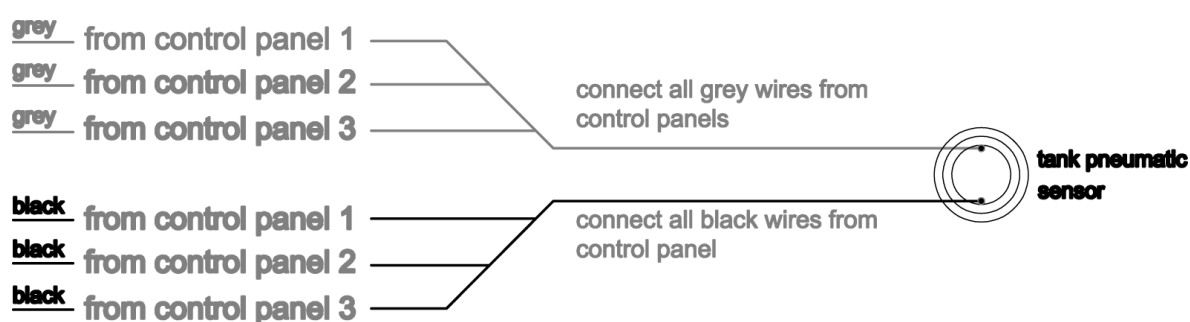 grey from control panel 1
grey from control panel 2
grey from control panel 3
connect all grey wires from
control panels
tank pneumatic
sensor
black from control panel 1
black from control panel 2
black from control panel 3
connect all black wires from
control panel